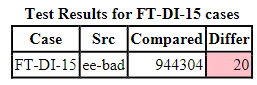 Test Results for FT-DI-15 cases
Case Src Compared Differ
FT-DI-15 ee-bad 944304 20